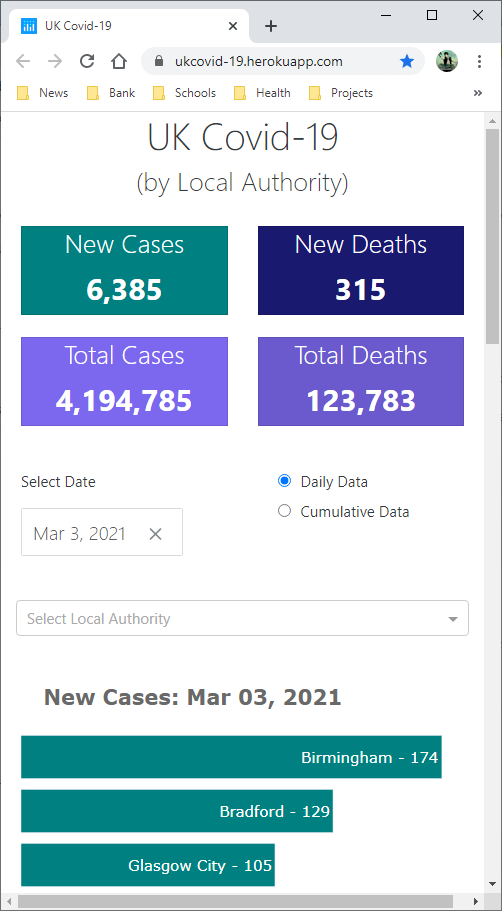 UK Covid-19
ukcovid-19.herokuapp.com
News Bank Schools Health Projects »
UK Covid-19
(by Local Authority)
New Cases
6,385
New Deaths
315
Total Cases
4,194,785
Total Deaths
123,783
Select Date
Mar 3, 2021
Daily Data
Cumulative Data
Select Local Authority
New Cases: Mar 03, 2021
Birmingham - 174
Bradford - 129
Glasgow City - 105